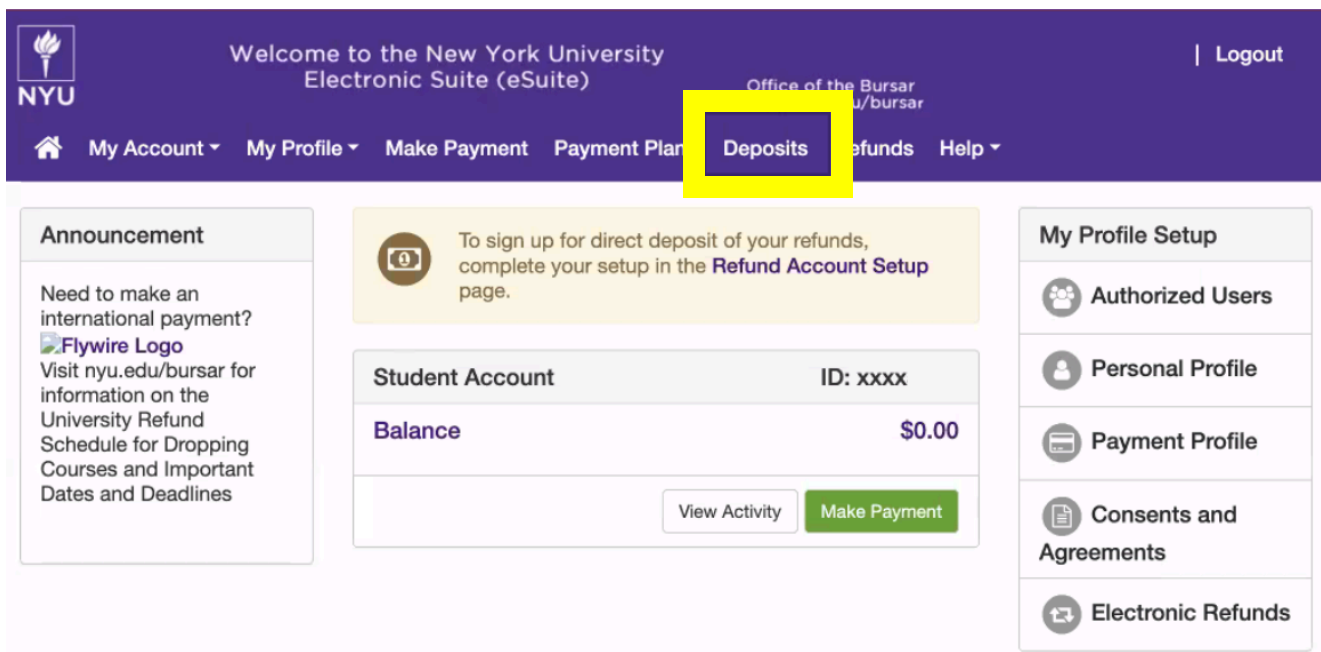 NYU
Welcome to the New York University
Electronic Suite (eSuite)
Office of the Bursar
u/bursar
| Logout
My Account
My Profile
Make Payment
Payment Plan
Deposits
efunds
Help
Announcement
Need to make an
international payment?
Flywire Logo
Visit nyu.edu/bursar for
information on the
University Refund
Schedule for Dropping
Courses and Important
Dates and Deadlines
To sign up for direct deposit of your refunds,
complete your setup in the Refund Account Setup
page.
Student Account ID: xxxx
Balance $0.00
View Activity
Make Payment
My Profile Setup
Authorized Users
Personal Profile
Payment Profile
Consents and
Agreements
Electronic Refunds